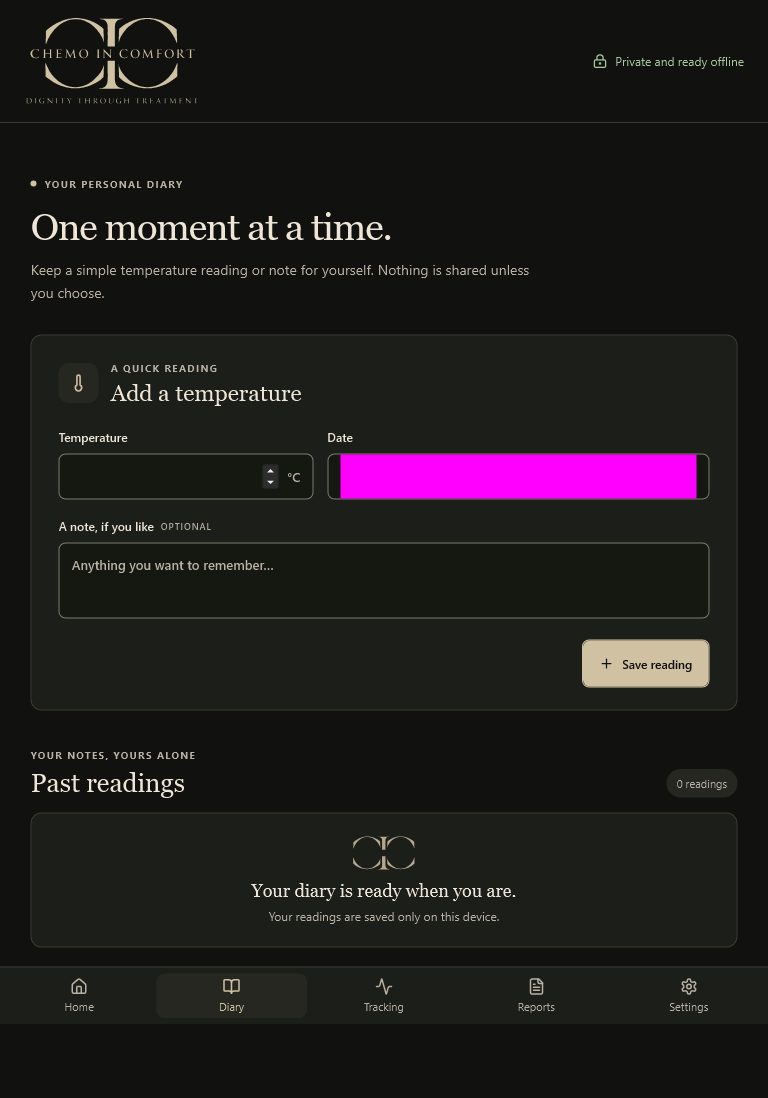 CHEMO IN COMFORT
DIGNITY THROUGH TREATMENT
Private and ready offline
YOUR PERSONAL DIARY
One moment at a time.
Keep a simple temperature reading or note for yourself. Nothing is shared unless
you choose.
A QUICK READING
Add a temperature
Temperature
Date
°C
A note, if you like OPTIONAL
Anything you want to remember...
Save reading
YOUR NOTES, YOURS ALONE
Past readings
0 readings
Your diary is ready when you are.
Your readings are saved only on this device.
Home
Diary
Tracking
Reports
Settings